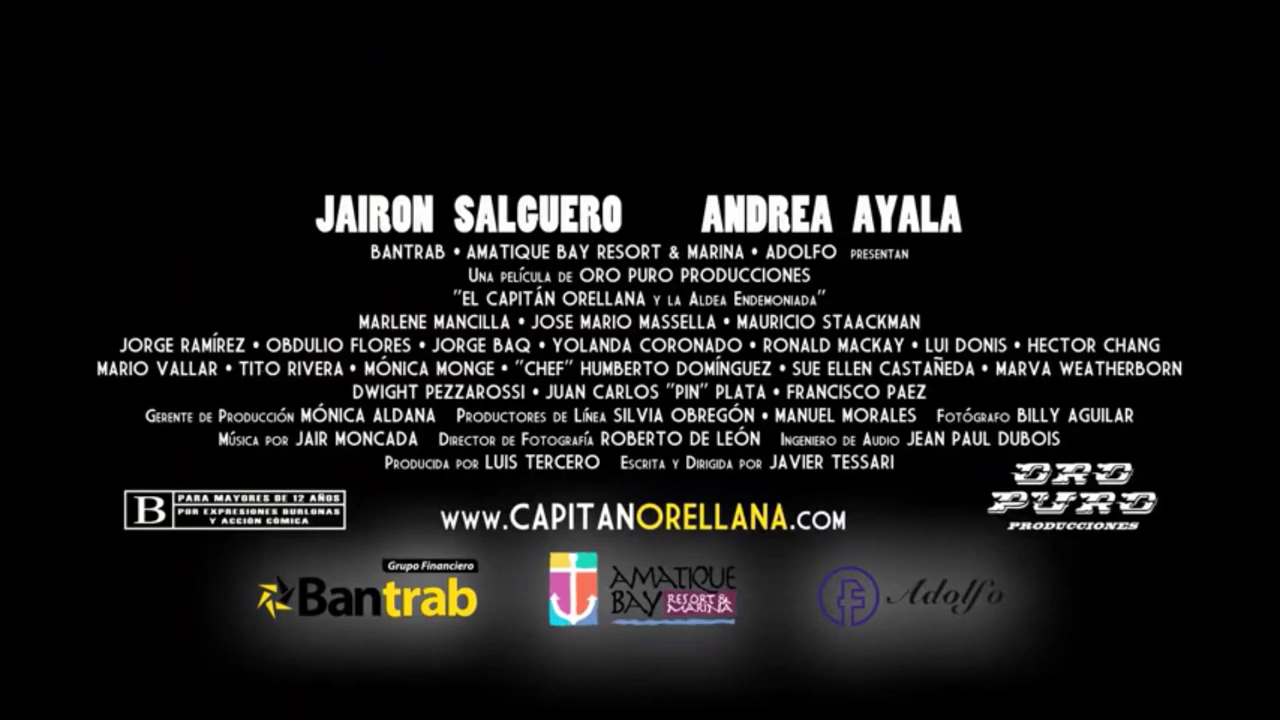 JAIRON SALGUERO ANDREA AYALA
BANTRAB • AMATIQUE BAY RESORT & MARINA • ADOLFO PRESENTAN
UNA PELÍCULA DE ORO PURO PRODUCCIONES
"EL CAPITÁN ORELLANA Y LA ALDEA ENDEMONIADA"
MARLENE MANCILLA • JOSE MARIO MASSELLA • MAURICIO STAACKMAN
JORGE RAMÍREZ • OBDULIO FLORES • JORGE BAQ • YOLANDA CORONADO • RONALD MACKAY • LUI DONIS • HECTOR CHANG
MARIO VALLAR • TITO RIVERA • MÓNICA MONGE • "CHEF" HUMBERTO DOMÍNGUEZ • SUE ELLEN CASTAÑEDA • MARVA WEATHERBORN
DWIGHT PEZZAROSSI • JUAN CARLOS "PIN" PLATA • FRANCISCO PAEZ
GERENTE DE PRODUCCIÓN MÓNICA ALDANA PRODUCTORES DE LÍNEA SILVIA OBREGÓN • MANUEL MORALES FOTÓGRAFO BILLY AGUILAR
MÚSICA POR JAIR MONCADA DIRECTOR DE FOTOGRAFÍA ROBERTO DE LEÓN INGENIERO DE AUDIO JEAN PAUL DUBOIS
PRODUCIDA POR LUIS TERCERO ESCRITA Y DIRIGIDA POR JAVIER TESSARI
B PARA MAYORES DE 12 AÑOS
POR EXPRESIONES BURLONAS
Y ACCIÓN CÓMICA
WWW.CAPITANORELLANA.COM
ORO
PURO
PRODUCCIONES
Grupo Financiero
Bantrab
AMATIQUE
BAY RESORT &
MARINA
Adolfo